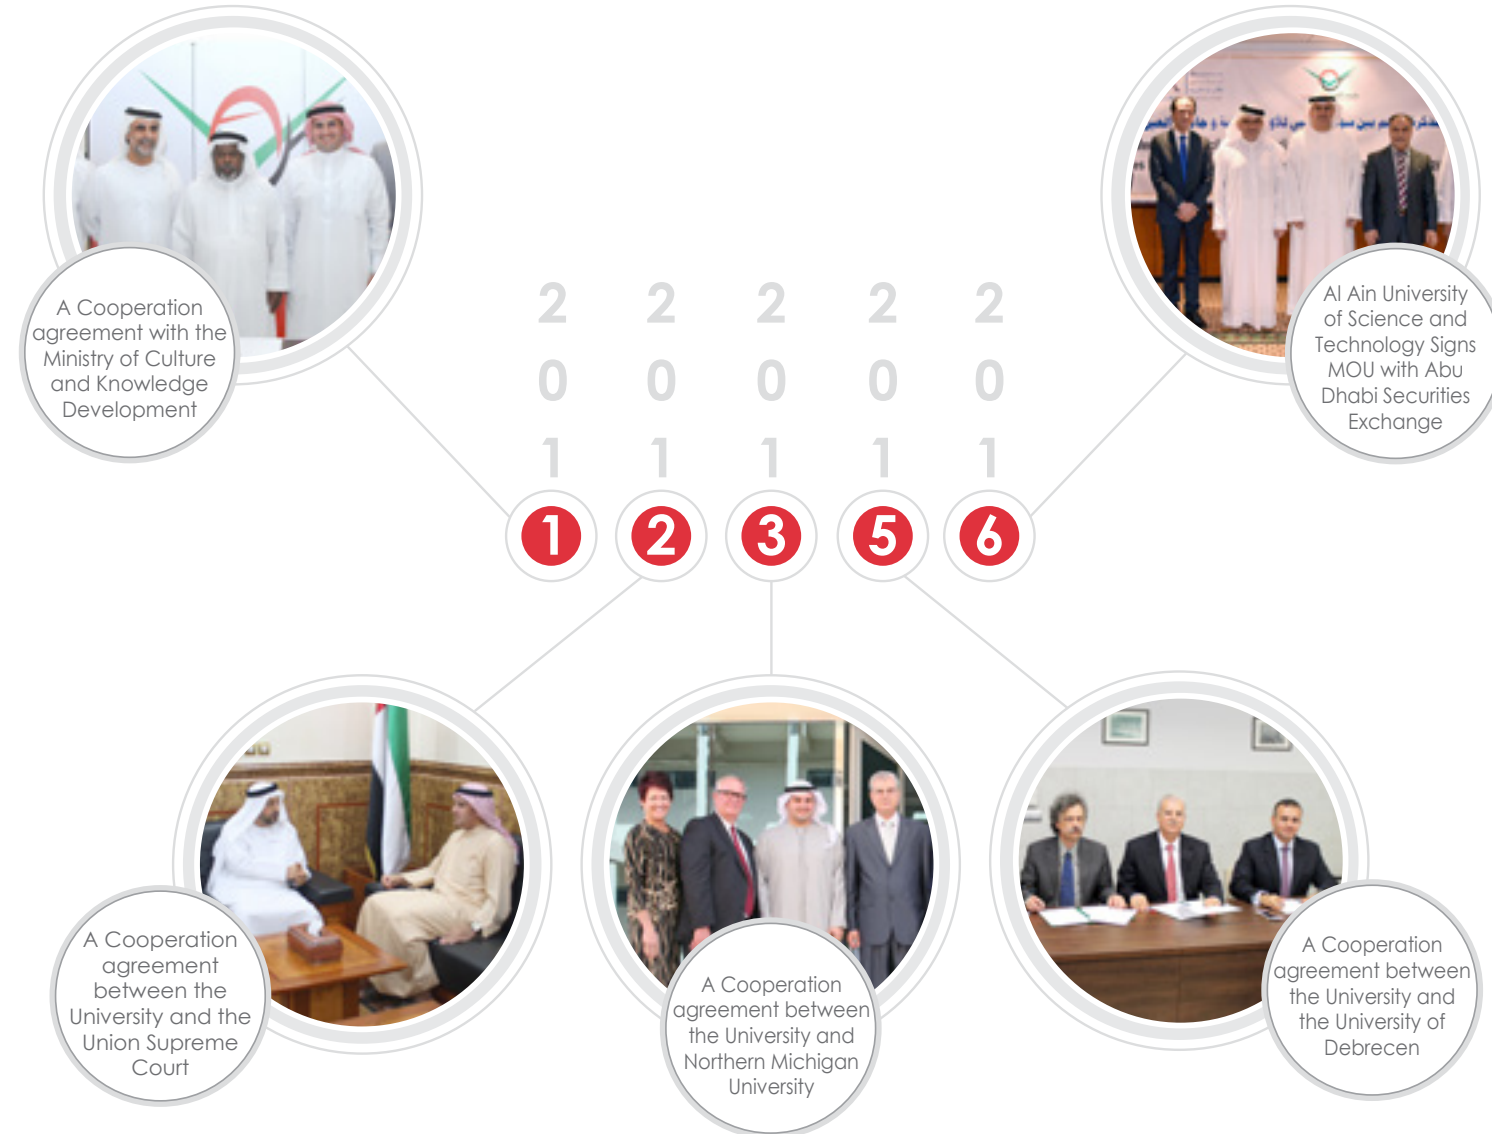 A Cooperation
agreement with the
Ministry of Culture
and Knowledge
Development
Al Ain University
of Science and
Technology Signs
MOU with Abu
Dhabi Securities
Exchange
2 2 2 2 2
0 0 0 0 0
1 1 1 1 1
1 2 3 5 6
A Cooperation
agreement
between the
University and the
Union Supreme
Court
A Cooperation
agreement between
the University and
Northern Michigan
University
A Cooperation
agreement between
the University and
the University of
Debrecen